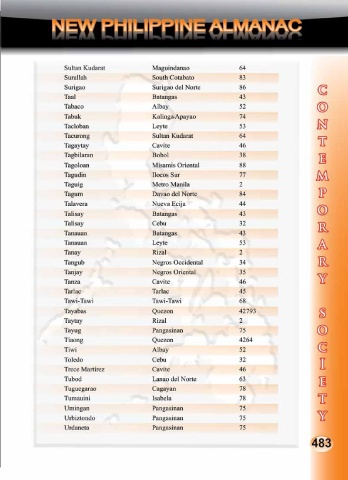 NEW PHILIPPINE ALMANAC
Sultan Kudarat Maguindanao 64
Surallah South Cotabato 83
Surigao Surigao del Norte 86
Taal Batangas 43
Tabaco Albay 52
Tabuk Kalinga-Apayao 74
Tacloban Leyte 53
Tacurong Sultan Kudarat 64
Tagaytay Cavite 46
Tagbilaran Bohol 38
Tagoloan Misamis Oriental 88
Tagudin Ilocos Sur 77
Taguig Metro Manila 2
Tagum Davao del Norte 84
Talavera Nueva Ecija 44
Talisay Batangas 43
Talisay Cebu 32
Tanauan Batangas 43
Tanauan Leyte 53
Tanay Rizal 2
Tangub Negros Occidental 34
Tanjay Negros Oriental 35
Tanza Cavite 46
Tarlac Tarlac 45
Tawi-Tawi Tawi-Tawi 68
Tayabas Quezon 42793
Taytay Rizal 2
Tayug Pangasinan 75
Tiaong Quezon 4264
Tiwi Albay 52
Toledo Cebu 32
Trece Martirez Cavite 46
Tubod Lanao del Norte 63
Tuguegarao Cagayan 78
Tumauini Isabela 78
Umingan Pangasinan 75
Urbiztondo Pangasinan 75
Urdaneta Pangasinan 75
CONTEMPORARY SOCIETY
483